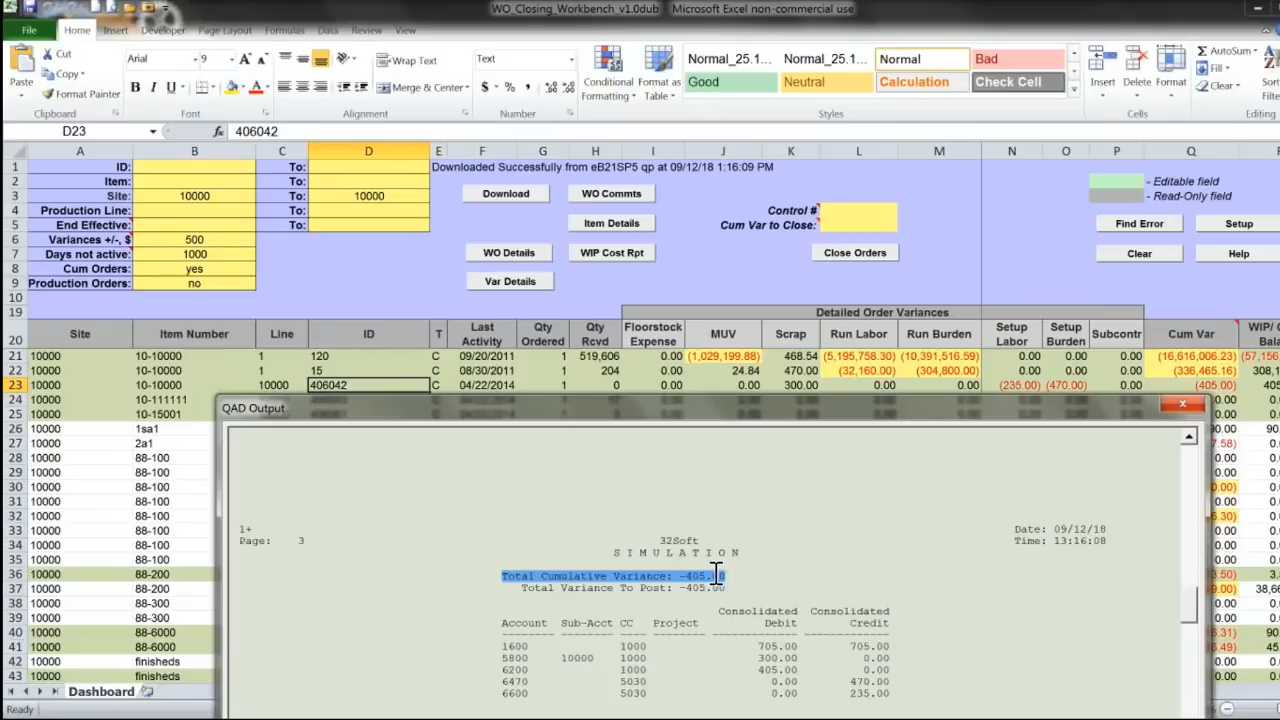 WO_Closing_Workbench_v1.0dub - Microsoft Excel non-commercial use
File Home Insert Developer Page Layout Formulas Data Review View
Cut
Copy
Format Painter
Paste
Clipboard
Arial 9
B I U
Font
Wrap Text
Merge & Center
Alignment
Text
$ % ,
Number
Conditional Formatting
Format as Table
Normal_25.1... Normal_25.1... Normal Bad
Good Neutral Calculation Check Cell
Styles
Insert Delete Format
Cells
Σ AutoSum
Fill
Clear
Sort
Filter
Editing
D23 fx 406042
A B C D E F G H I J K L M N O P Q
1 ID: To: Downloaded Successfully from eB21SP5 qp at 09/12/18 1:16:09 PM
2 Item: To: Download WO Commts - Editable field
3 Site: 10000 To: 10000 - Read-Only field
4 Production Line: To: Control #
5 End Effective: To: Item Details Cum Var to Close: Find Error Setup
6 Variances +/-, $ 500
7 Days not active: 1000 WO Details WIP Cost Rpt Close Orders Clear Help
8 Cum Orders: yes
9 Production Orders: no Var Details
10
19 Detailed Order Variances
20 Site Item Number Line ID T Last Activity Qty Ordered Qty Rcvd Floorstock Expense MUV Scrap Run Labor Run Burden Setup Labor Setup Burden Subcontr Cum Var
21 10000 10-10000 1 120 C 09/20/2011 1 519,606 0.00 (1,029,199.88) 468.54 (5,195,758.30) (10,391,516.59) 0.00 0.00 0.00 (16,616,006.23)
22 10000 10-10000 1 15 C 08/30/2011 1 204 0.00 24.84 470.00 (32,160.00) (304,800.00) 0.00 0.00 0.00 (336,465.16)
23 10000 10-10000 10000 406042 C 04/22/2014 1 0 0.00 0.00 300.00 0.00 0.00 (235.00) (470.00) 0.00 (405.00)
24 10000 10-111111
25 10000 10-15001
26 10000 1sa1
27 10000 2a1
28 10000 88-100
29 10000 88-100
30 10000 88-100
31 10000 88-100
32 10000 88-100
33 10000 88-100
34 10000 88-100
35 10000 88-100
36 10000 88-200
37 10000 88-200
38 10000 88-300
39 10000 88-300
40 10000 88-6000
41 10000 88-6000
42 10000 finisheds
43 10000 finisheds
QAD Output
1+ Date: 09/12/18
Page: 3 32Soft Time: 13:16:08
S I M U L A T I O N
Total Cumulative Variance: -405.00
Total Variance To Post: -405.00
Consolidated Consolidated
Account Sub-Acct CC Project Debit Credit
-------- -------- ---- -------- ------------ ------------
1600 1000 705.00 705.00
5800 10000 1000 300.00 0.00
6200 1000 405.00 0.00
6470 5030 0.00 470.00
6600 5030 0.00 235.00
Dashboard
Ready